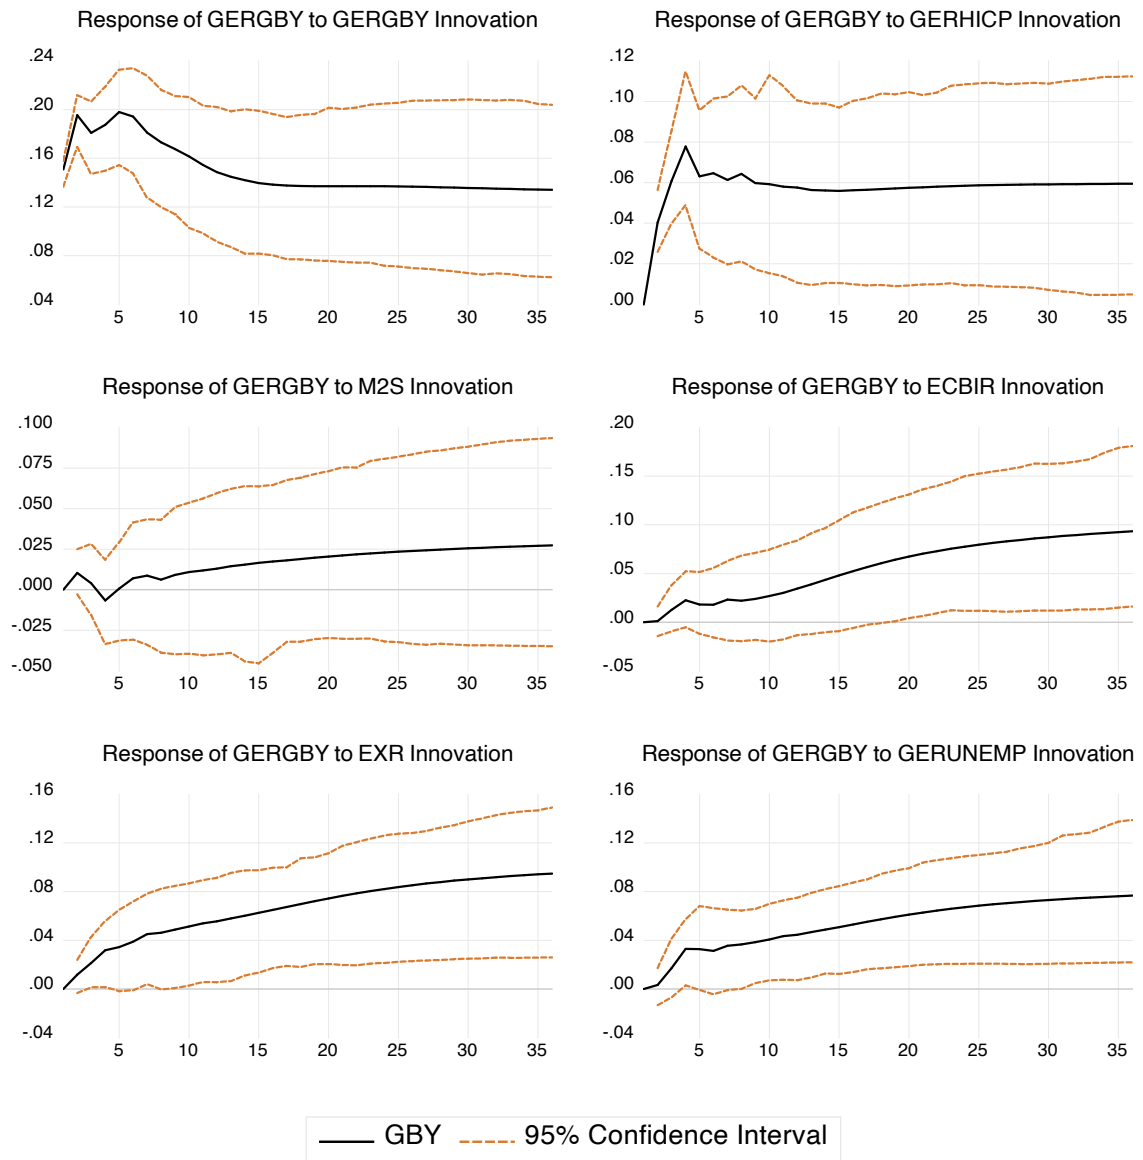 Response of GERGBY to GERGBY Innovation
.24
.20
.16
.12
.08
.04
5 10 15 20 25 30 35
Response of GERGBY to GERHICP Innovation
.12
.10
.08
.06
.04
.02
.00
5 10 15 20 25 30 35
Response of GERGBY to M2S Innovation
.100
.075
.050
.025
.000
-.025
-.050
5 10 15 20 25 30 35
Response of GERGBY to ECBIR Innovation
.20
.15
.10
.05
.00
-.05
5 10 15 20 25 30 35
Response of GERGBY to EXR Innovation
.16
.12
.08
.04
.00
-.04
5 10 15 20 25 30 35
Response of GERGBY to GERUNEMP Innovation
.16
.12
.08
.04
.00
-.04
5 10 15 20 25 30 35
GBY 95% Confidence Interval